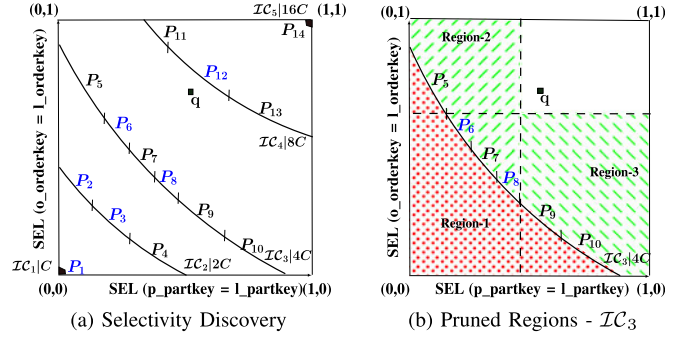 (0,1)
IC₅|16C
(1,1)
P₁₄
P₁₁
P₁₂
q
P₁₃
IC₄|8C
P₅
P₆
P₇
P₈
P₉
P₁₀
IC₃|4C
P₂
P₃
P₄
IC₂|2C
IC₁|C
P₁
SEL (o_orderkey = l_orderkey)
(0,0)
SEL (p_partkey = l_partkey)(1,0)
(a) Selectivity Discovery
(0,1)
(1,1)
Region-2
P₅
q
P₆
P₇
P₈
Region-3
P₉
Region-1
P₁₀
IC₃|4C
SEL (o_orderkey = l_orderkey)
(0,0)
SEL (p_partkey = l_partkey) (1,0)
(b) Pruned Regions - IC₃